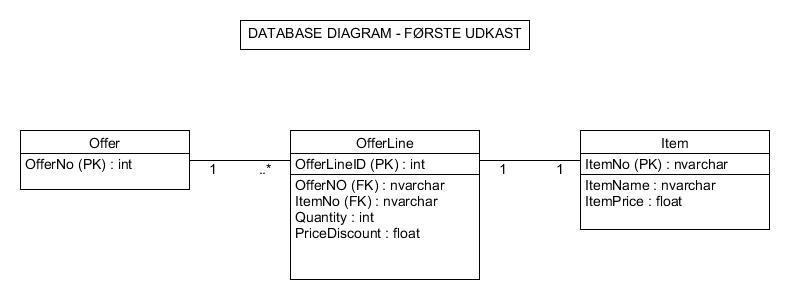 DATABASE DIAGRAM - FØRSTE UDKAST
Offer
OfferNo (PK) : int
1
..*
OfferLine
OfferLineID (PK) : int
OfferNO (FK) : nvarchar
ItemNo (FK) : nvarchar
Quantity : int
PriceDiscount : float
1
1
Item
ItemNo (PK) : nvarchar
ItemName : nvarchar
ItemPrice : float